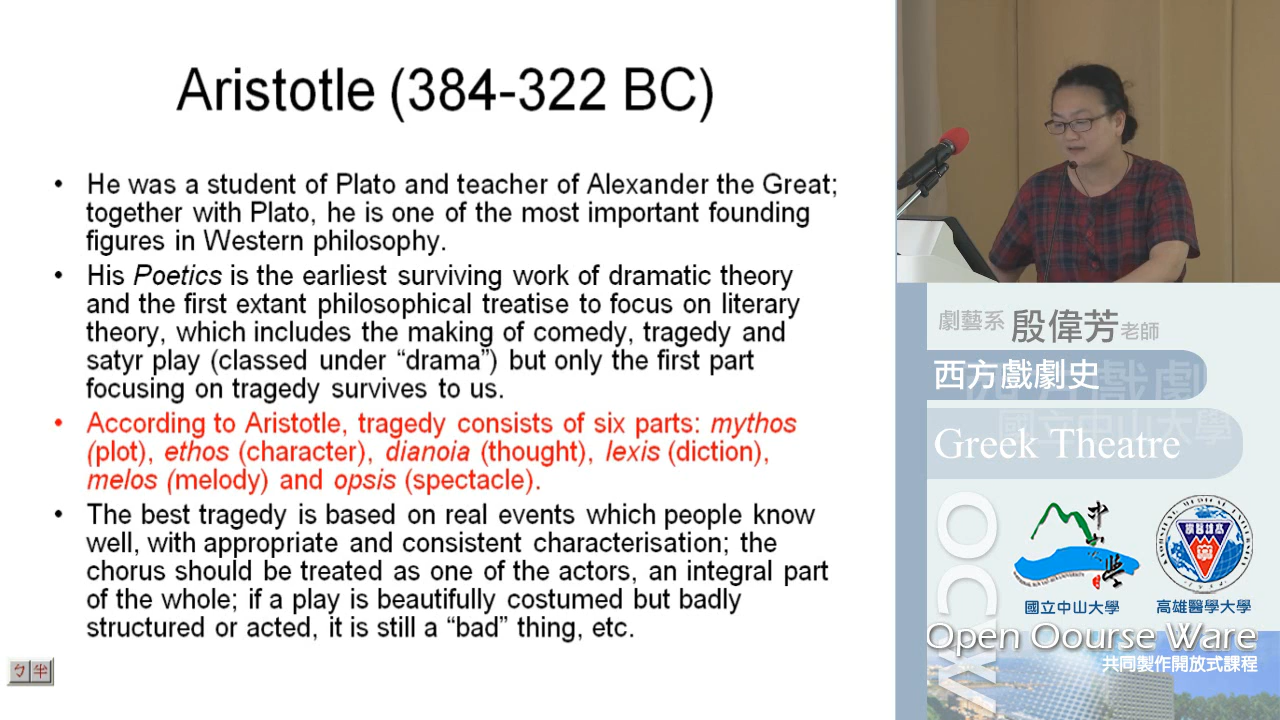 Aristotle (384-322 BC)
• He was a student of Plato and teacher of Alexander the Great;
together with Plato, he is one of the most important founding
figures in Western philosophy.
• His Poetics is the earliest surviving work of dramatic theory
and the first extant philosophical treatise to focus on literary
theory, which includes the making of comedy, tragedy and
satyr play (classed under “drama”) but only the first part
focusing on tragedy survives to us.
• According to Aristotle, tragedy consists of six parts: mythos
(plot), ethos (character), dianoia (thought), lexis (diction),
melos (melody) and opsis (spectacle).
• The best tragedy is based on real events which people know
well, with appropriate and consistent characterisation; the
chorus should be treated as one of the actors, an integral part
of the whole; if a play is beautifully costumed but badly
structured or acted, it is still a “bad” thing, etc.
ㄅ半
劇藝系 殷偉芳老師
西方戲劇史
國立中山大學
Greek Theatre
OCW
國立中山大學
高雄醫學大學
Open Oourse Ware
共同製作開放式課程